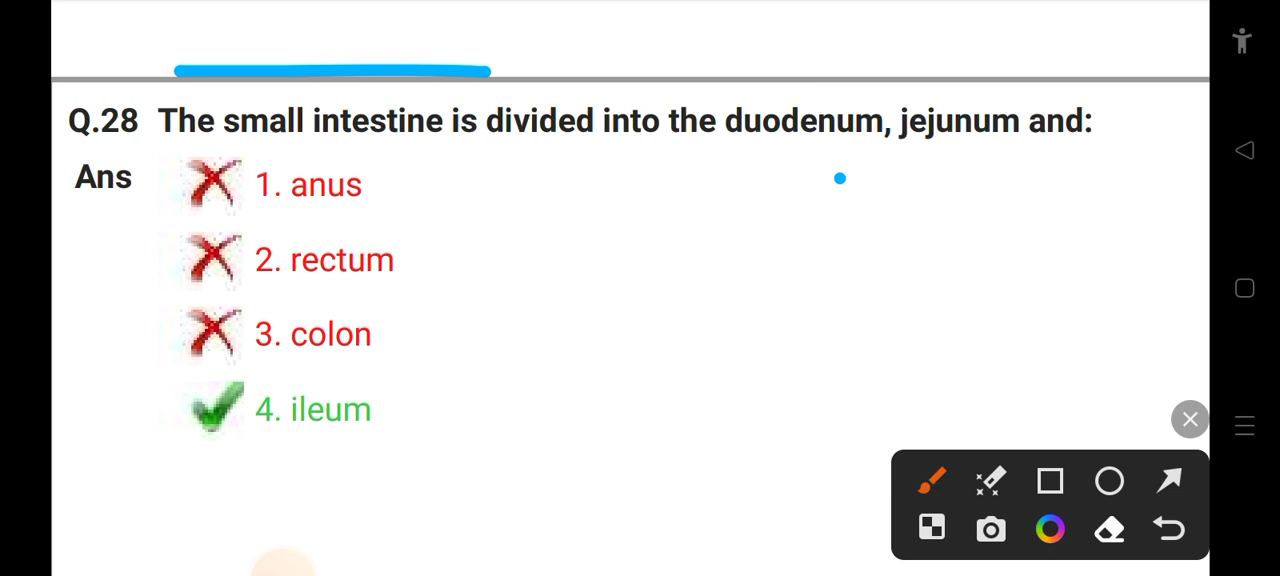 Q.28 The small intestine is divided into the duodenum, jejunum and:
Ans 1. anus
2. rectum
3. colon
4. ileum